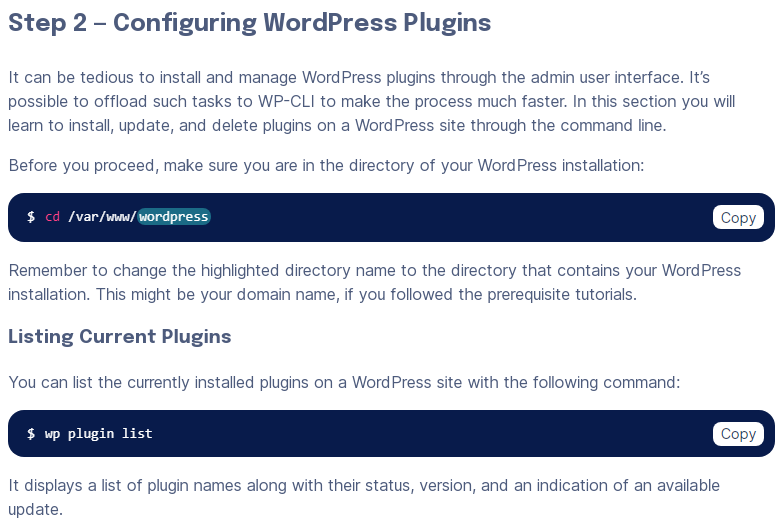 Step 2 – Configuring WordPress Plugins
It can be tedious to install and manage WordPress plugins through the admin user interface. It’s
possible to offload such tasks to WP-CLI to make the process much faster. In this section you will
learn to install, update, and delete plugins on a WordPress site through the command line.
Before you proceed, make sure you are in the directory of your WordPress installation:
$ cd /var/www/wordpress Copy
Remember to change the highlighted directory name to the directory that contains your WordPress
installation. This might be your domain name, if you followed the prerequisite tutorials.
Listing Current Plugins
You can list the currently installed plugins on a WordPress site with the following command:
$ wp plugin list Copy
It displays a list of plugin names along with their status, version, and an indication of an available
update.